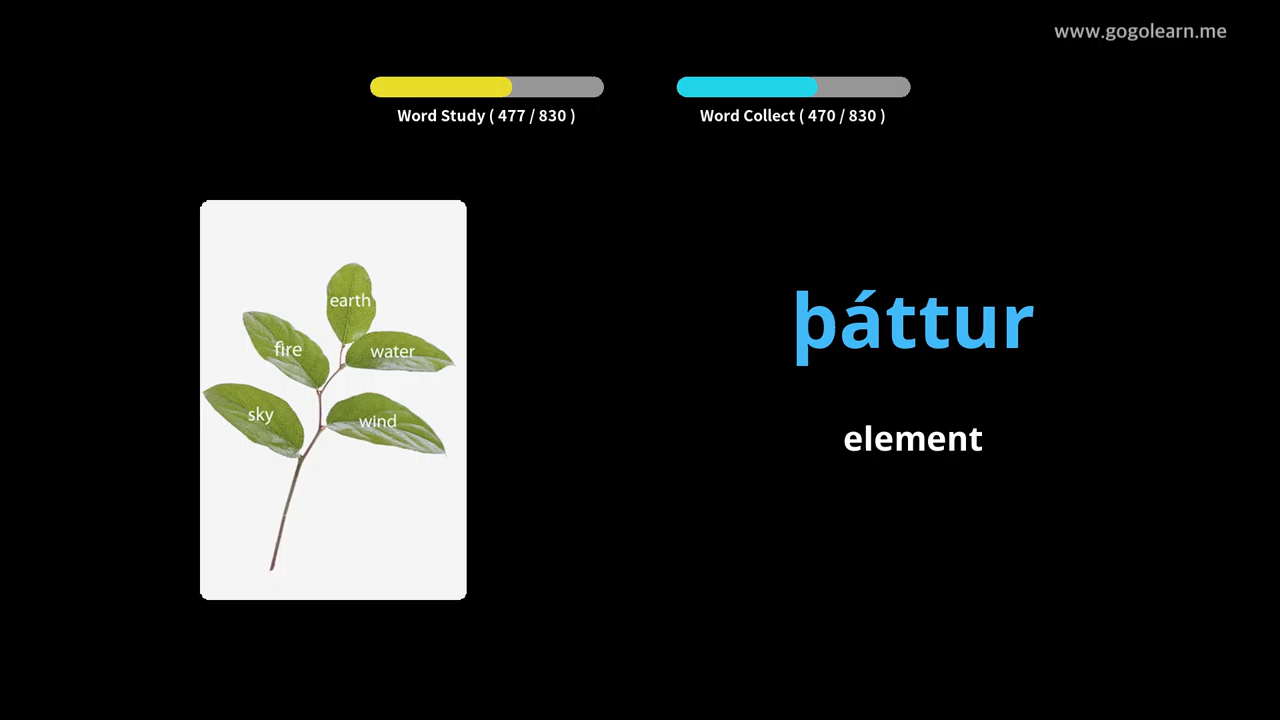 www.gogolearn.me
Word Study ( 477 / 830 )
Word Collect ( 470 / 830 )
earth
fire
water
sky
wind
þáttur
element